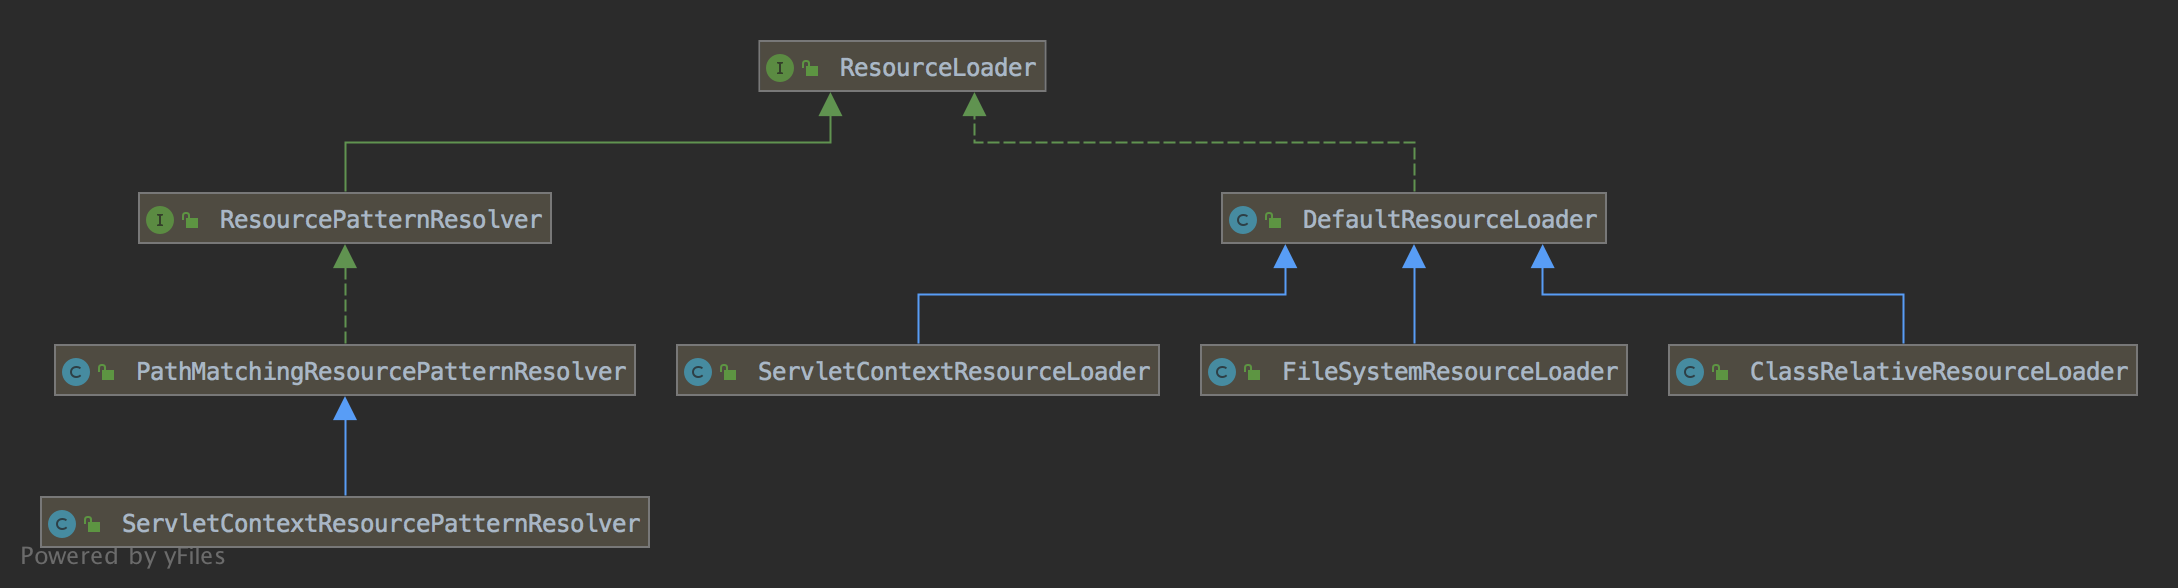 I ResourceLoader
I ResourcePatternResolver
C DefaultResourceLoader
C PathMatchingResourcePatternResolver
C ServletContextResourceLoader
C FileSystemResourceLoader
C ClassRelativeResourceLoader
C ServletContextResourcePatternResolver
Powered by yFiles